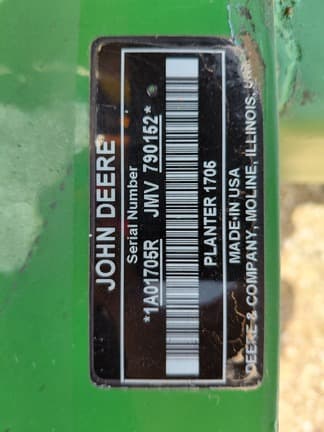 JOHN DEERE
Serial Number
*1A01705R JMV 790152*
PLANTER 1706
MADE IN USA
DEERE & COMPANY, MOLINE, ILLINOIS,